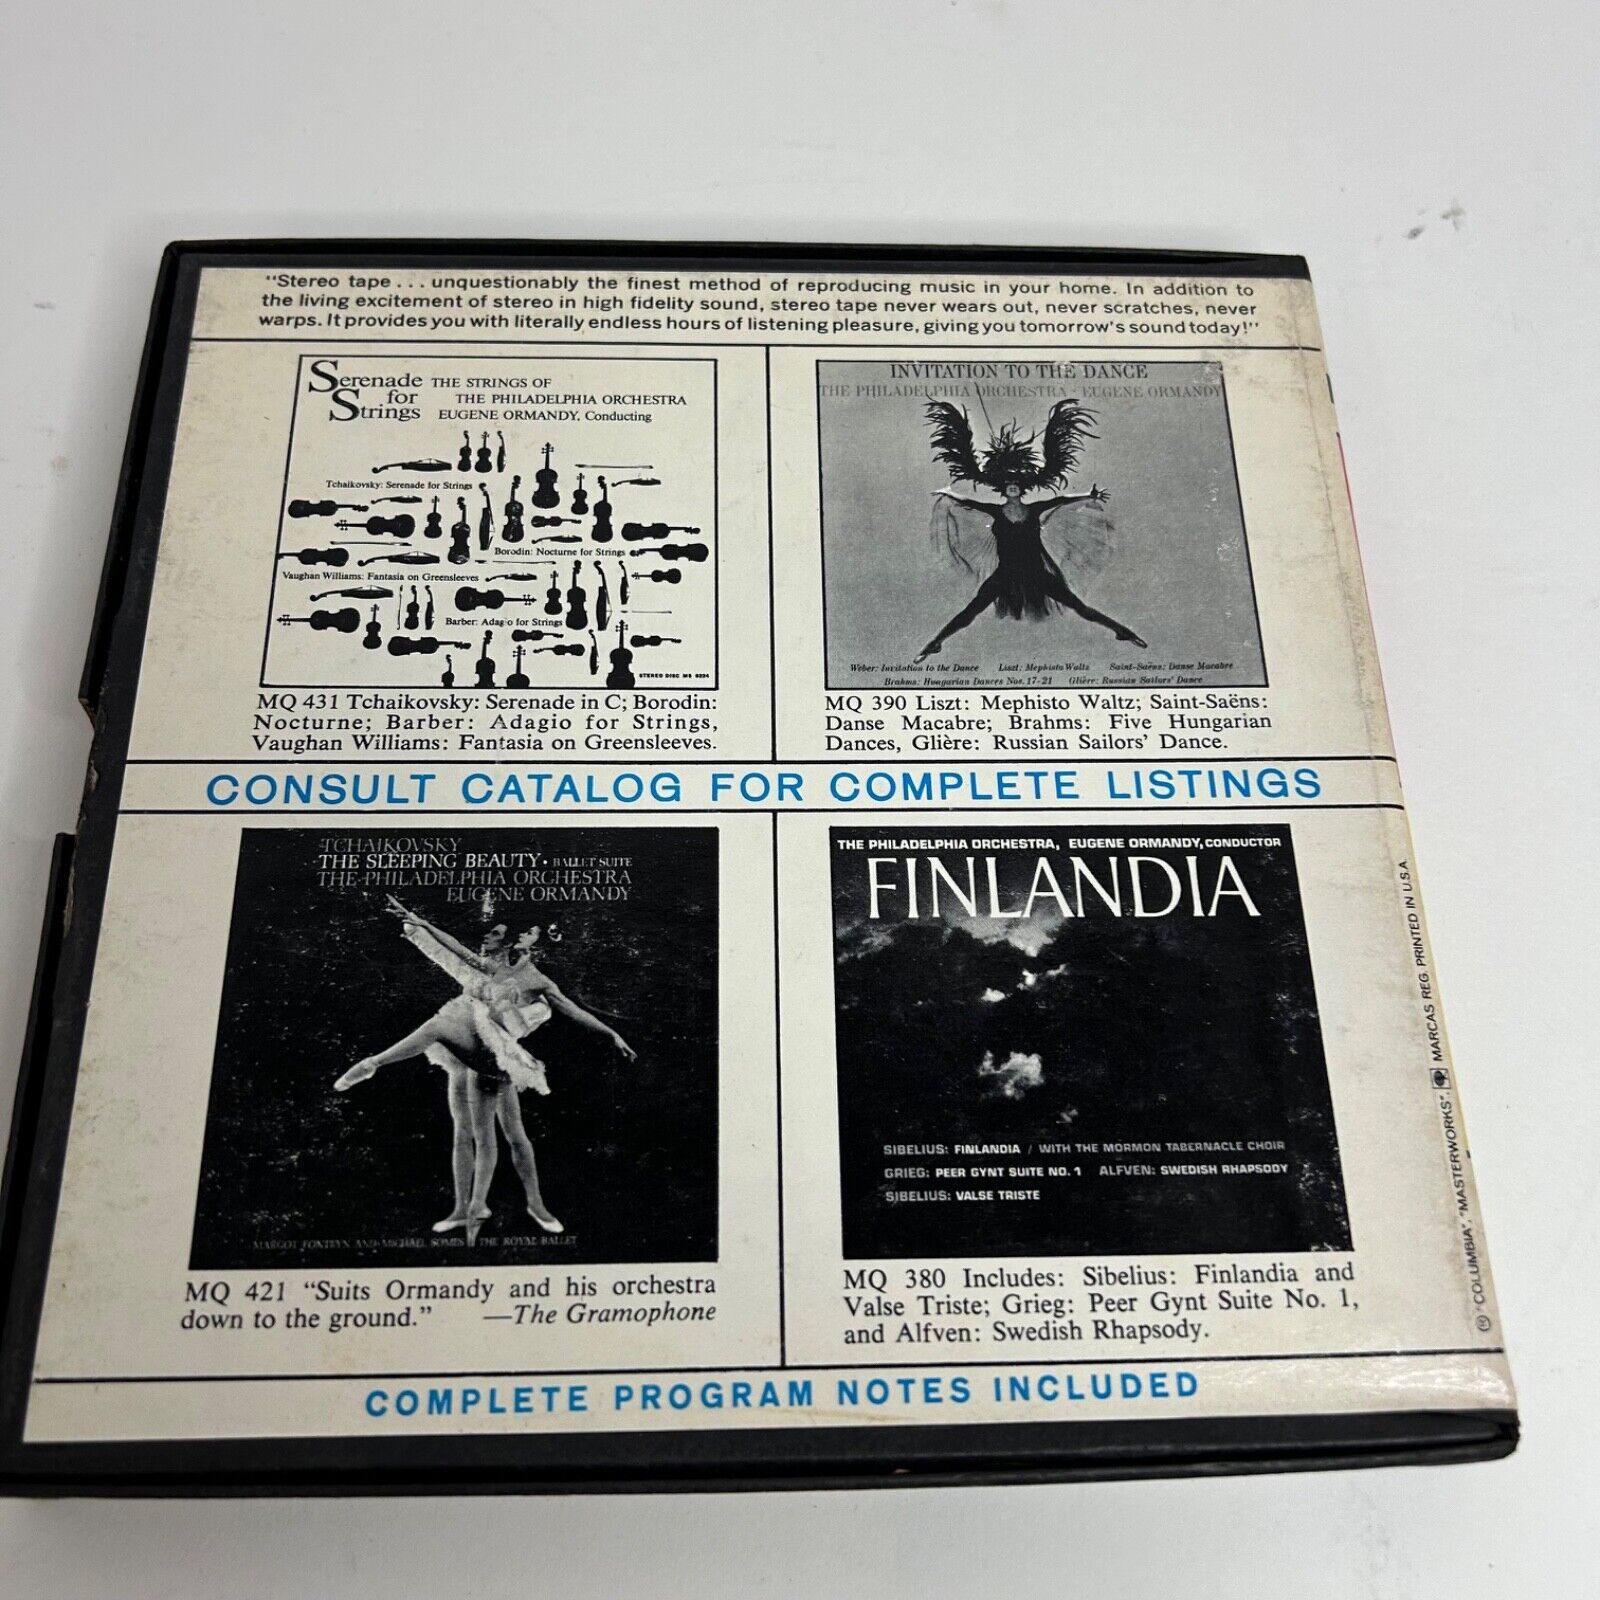 "Stereo tape . . . unquestionably the finest method of reproducing music in your home. In addition to
the living excitement of stereo in high fidelity sound, stereo tape never wears out, never scratches, never
warps. It provides you with literally endless hours of listening pleasure, giving you tomorrow's sound today!"
Serenade for Strings
THE STRINGS OF
THE PHILADELPHIA ORCHESTRA
EUGENE ORMANDY, Conducting
Tchaikovsky: Serenade for Strings
Borodin: Nocturne for Strings
Vaughan Williams: Fantasia on Greensleeves
Barber: Adagio for Strings
STEREO DISC MS 6224
MQ 431 Tchaikovsky: Serenade in C; Borodin:
Nocturne; Barber: Adagio for Strings,
Vaughan Williams: Fantasia on Greensleeves.
INVITATION TO THE DANCE
THE PHILADELPHIA ORCHESTRA · EUGENE ORMANDY
Weber: Invitation to the Dance Liszt: Mephisto Waltz Saint-Saëns: Danse Macabre
Brahms: Hungarian Dances Nos. 17-21 Glière: Russian Sailors' Dance
MQ 390 Liszt: Mephisto Waltz; Saint-Saëns:
Danse Macabre; Brahms: Five Hungarian
Dances, Glière: Russian Sailors' Dance.
CONSULT CATALOG FOR COMPLETE LISTINGS
TCHAIKOVSKY
THE SLEEPING BEAUTY • BALLET SUITE
THE PHILADELPHIA ORCHESTRA
EUGENE ORMANDY
MARGOT FONTEYN AND MICHAEL SOMES THE ROYAL BALLET
MQ 421 "Suits Ormandy and his orchestra
down to the ground." —The Gramophone
THE PHILADELPHIA ORCHESTRA, EUGENE ORMANDY, CONDUCTOR
FINLANDIA
SIBELIUS: FINLANDIA / WITH THE MORMON TABERNACLE CHOIR
GRIEG: PEER GYNT SUITE NO. 1 ALFVEN: SWEDISH RHAPSODY
SIBELIUS: VALSE TRISTE
MQ 380 Includes: Sibelius: Finlandia and
Valse Triste; Grieg: Peer Gynt Suite No. 1,
and Alfven: Swedish Rhapsody.
COMPLETE PROGRAM NOTES INCLUDED
® "COLUMBIA", "MASTERWORKS", MARCAS REG. PRINTED IN U.S.A.